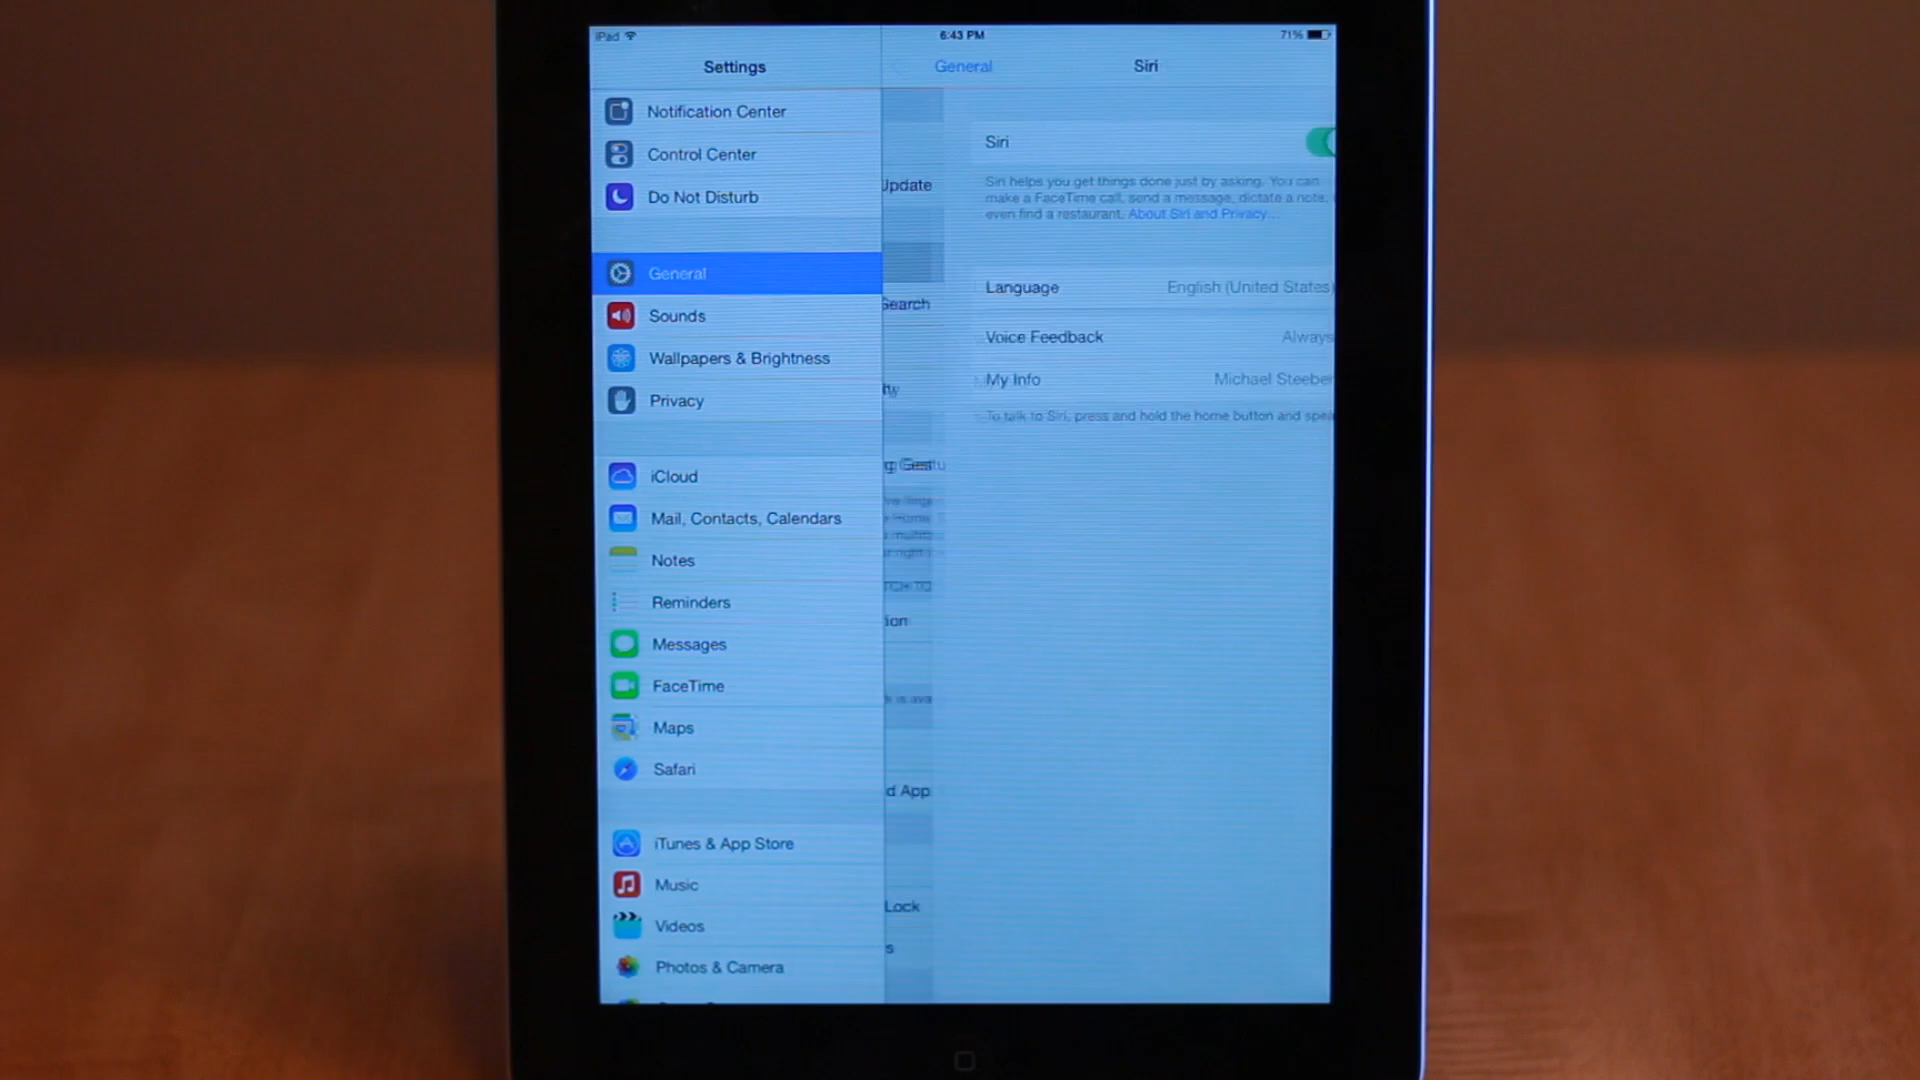 iPad
6:43 PM
71%
Settings
General
Siri
Notification Center
Control Center
Do Not Disturb
General
Sounds
Wallpapers & Brightness
Privacy
iCloud
Mail, Contacts, Calendars
Notes
Reminders
Messages
FaceTime
Maps
Safari
iTunes & App Store
Music
Videos
Photos & Camera
Update
Search
ion
d App
Lock
s
Siri
Siri helps you get things done just by asking. You can
make a FaceTime call, send a message, dictate a note,
even find a restaurant. About Siri and Privacy...
Language English (United States)
Voice Feedback Always
My Info Michael Steeber
To talk to Siri, press and hold the home button and